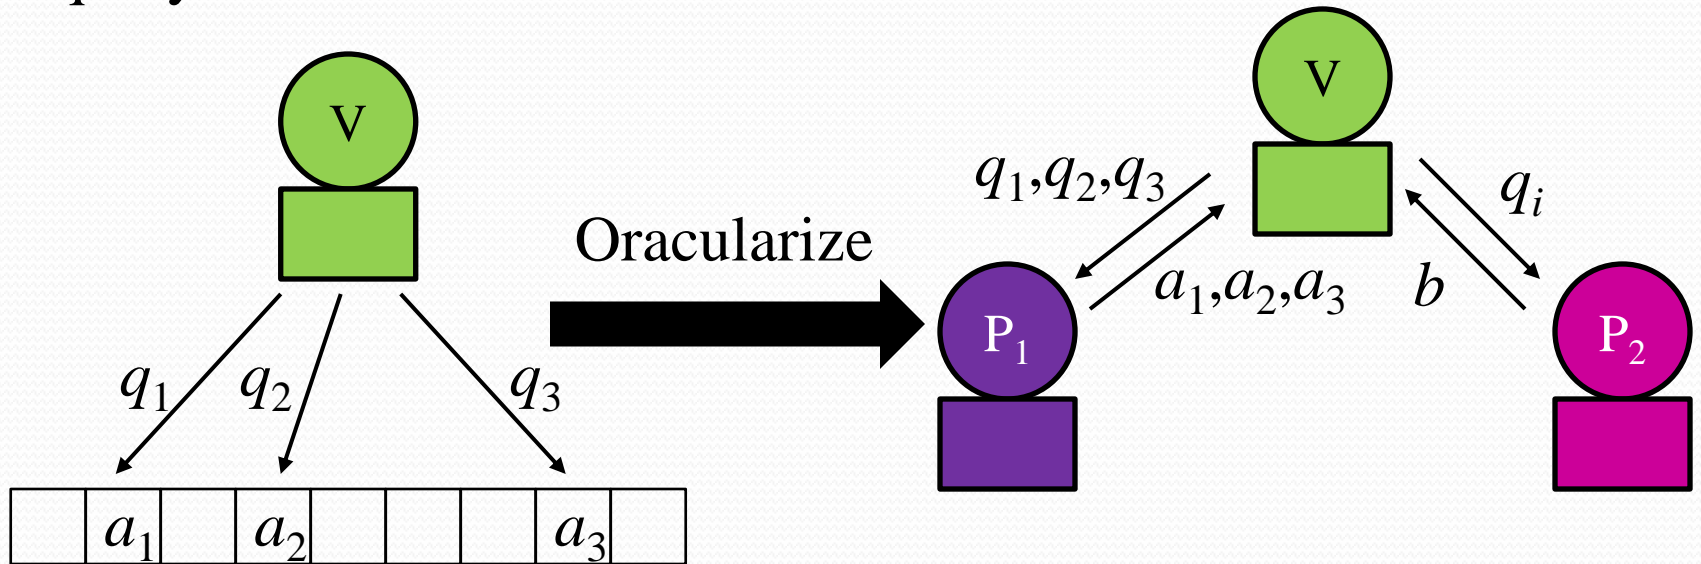 V
q₁
q₂
q₃
a₁
a₂
a₃
Oracularize
V
q₁,q₂,q₃
a₁,a₂,a₃
qᵢ
b
P₁
P₂